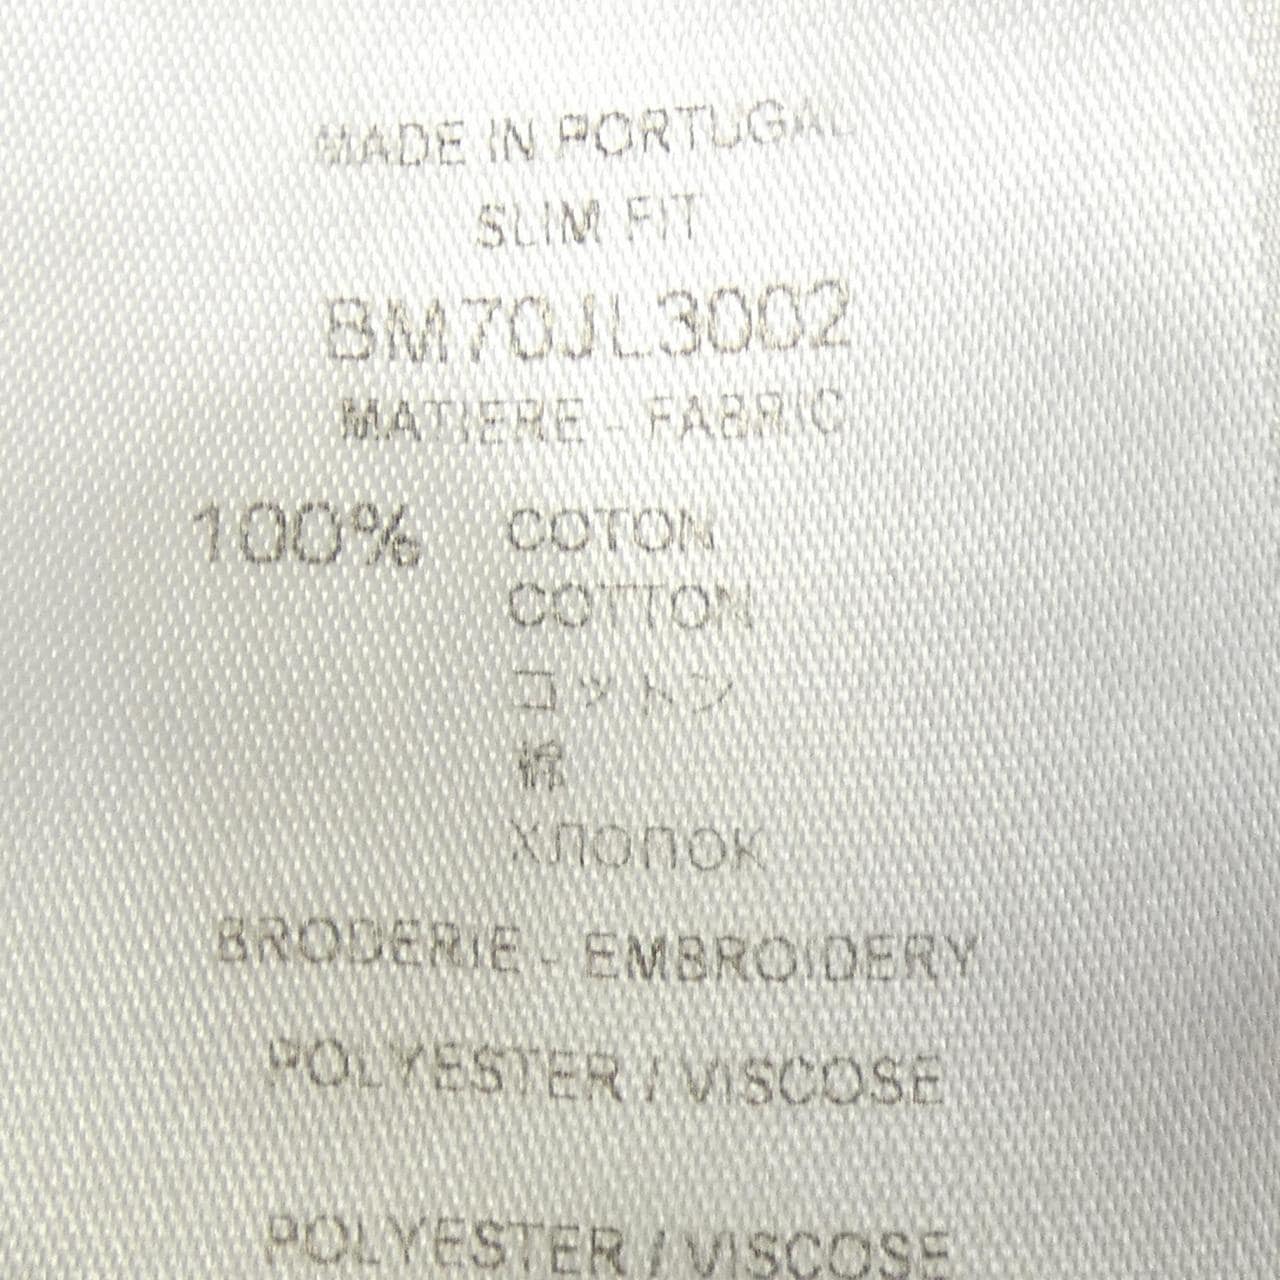 MADE IN PORTUGAL
SLIM FIT
BM70JL3002
MATIERE - FABRIC
100% COTON
COTTON
コットン
綿
ХЛОПОК
BRODERIE - EMBROIDERY
POLYESTER / VISCOSE
POLYESTER / VISCOSE